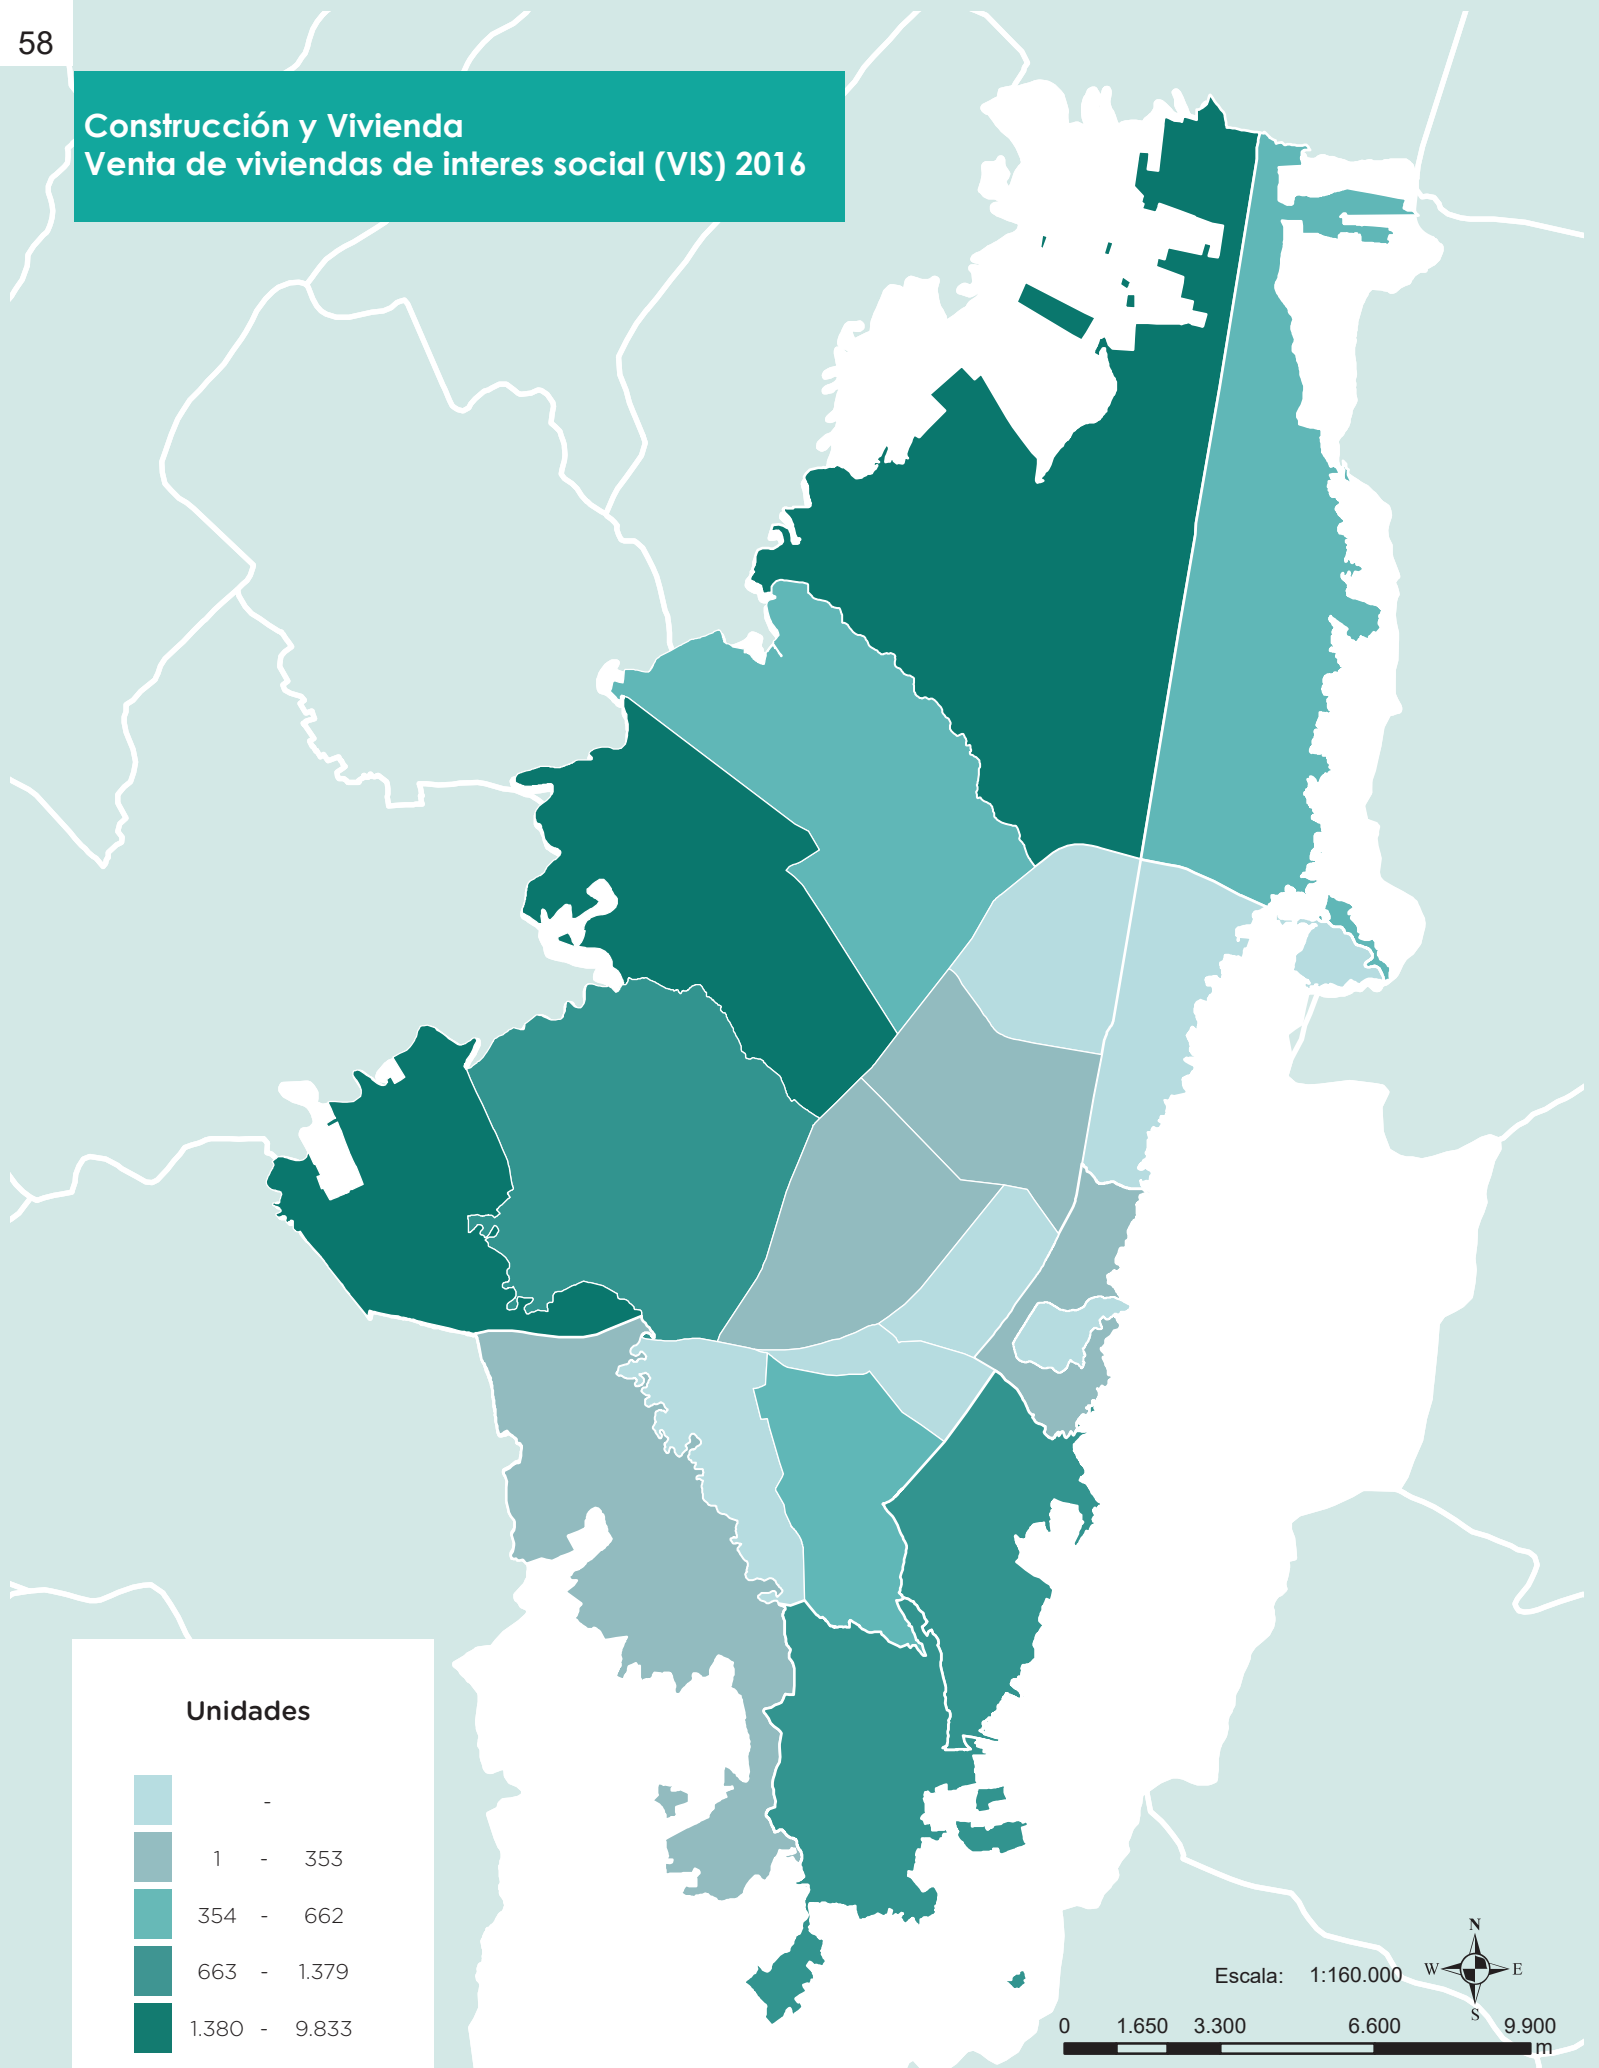 58
Construcción y Vivienda
Venta de viviendas de interes social (VIS) 2016
Unidades
-
1 - 353
354 - 662
663 - 1.379
1.380 - 9.833
N
W E
S
Escala: 1:160.000
0 1.650 3.300 6.600 9.900
m